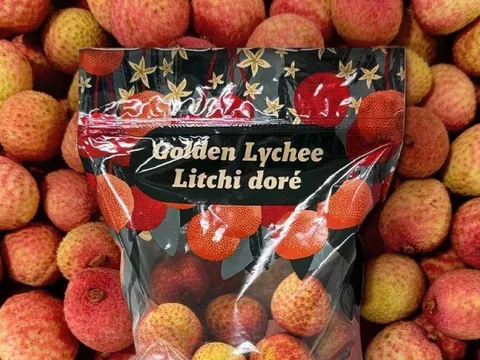 Golden Lychee
Litchi doré